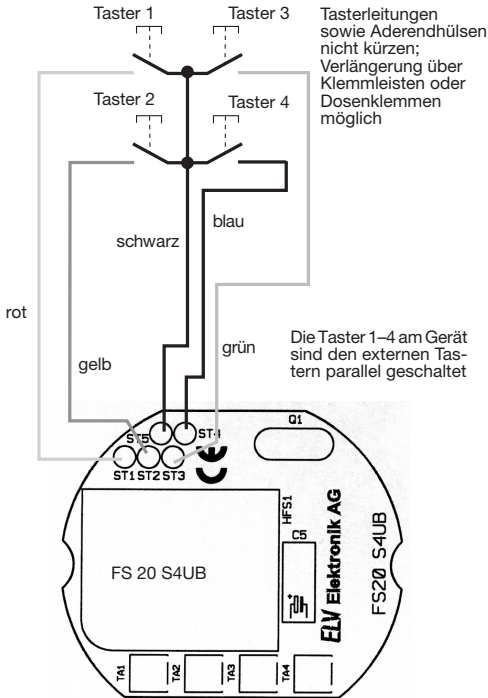 Taster 1
Taster 3
Tasterleitungen
sowie Aderendhülsen
nicht kürzen;
Verlängerung über
Klemmleisten oder
Dosenklemmen
möglich
Taster 2
Taster 4
blau
schwarz
rot
gelb
grün
Die Taster 1–4 am Gerät
sind den externen Tas-
tern parallel geschaltet
ST5
ST4
Q1
ST1 ST2 ST3
CE
HFS1
C5
FS 20 S4UB
ELV Elektronik AG
FS20 S4UB
TA1
TA2
TA3
TA4